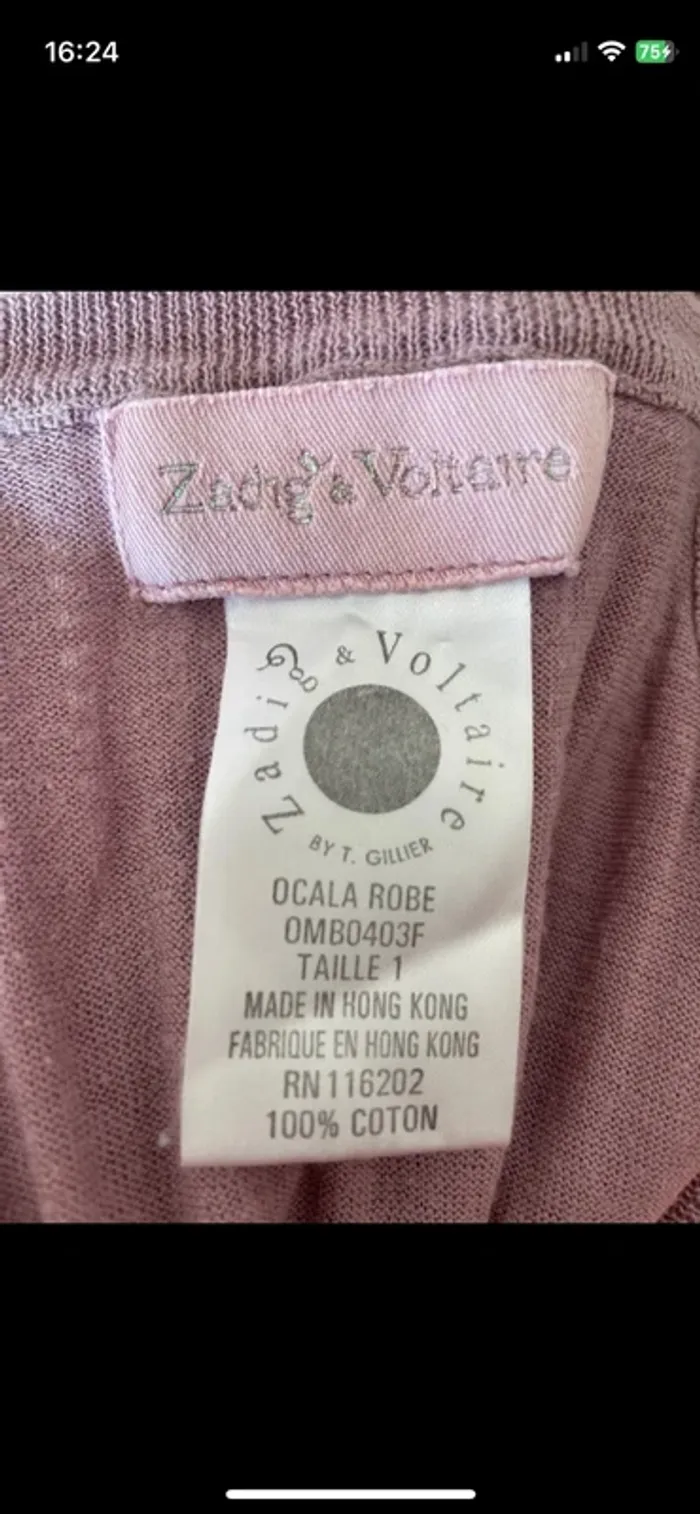 16:24
75
Zadig & Voltaire
Zadig & Voltaire
BY T. GILLIER
OCALA ROBE
OMB0403F
TAILLE 1
MADE IN HONG KONG
FABRIQUE EN HONG KONG
RN 116202
100% COTON